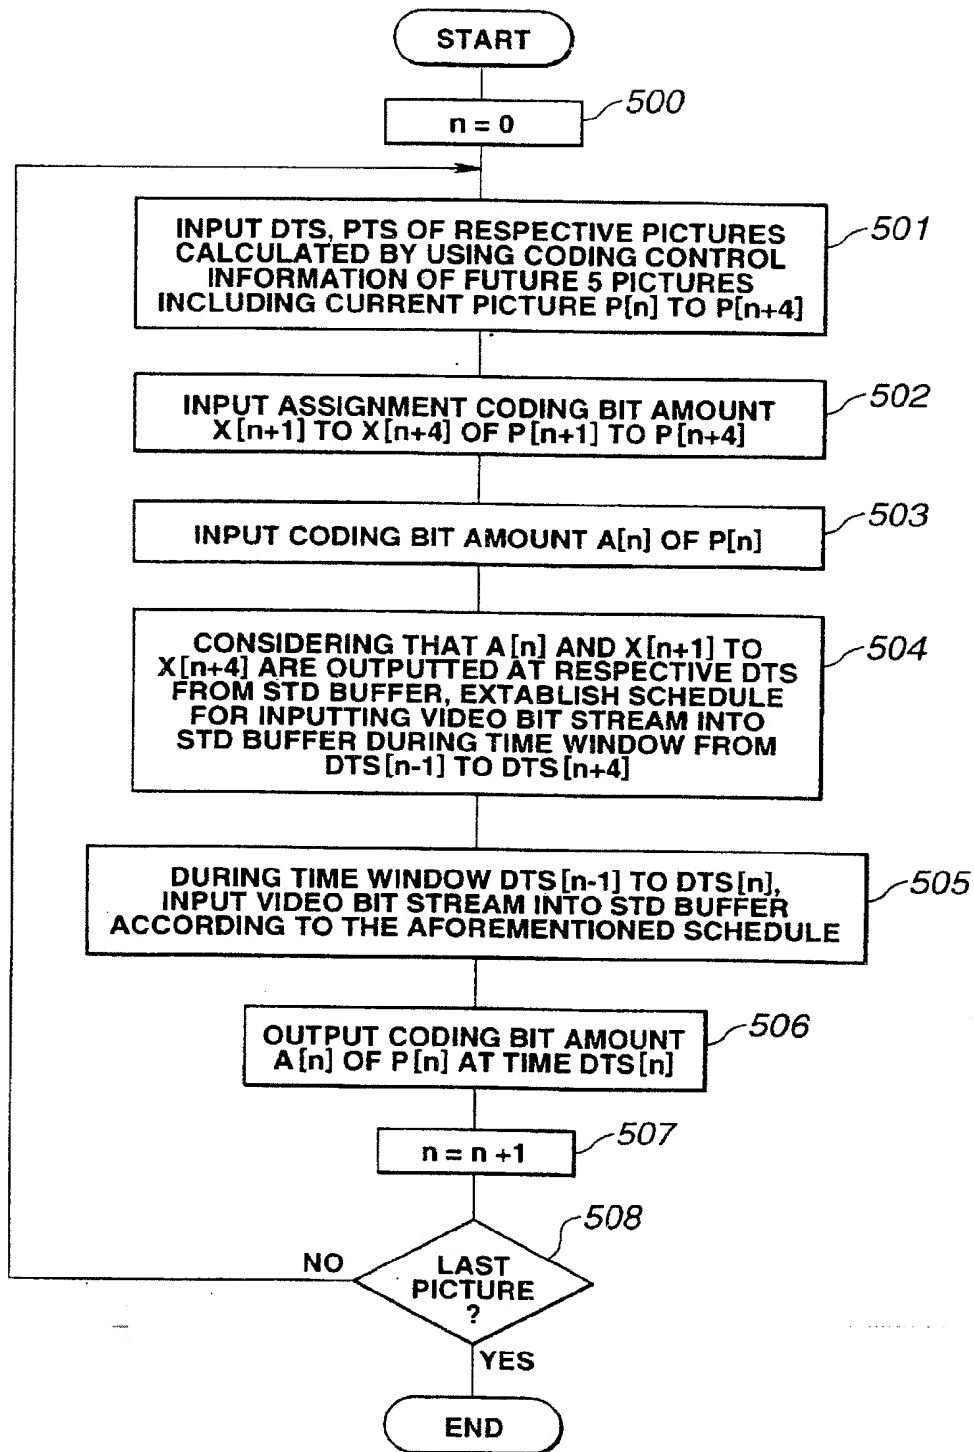 START
500
n = 0
501
INPUT DTS, PTS OF RESPECTIVE PICTURES
CALCULATED BY USING CODING CONTROL
INFORMATION OF FUTURE 5 PICTURES
INCLUDING CURRENT PICTURE P[n] TO P[n+4]
502
INPUT ASSIGNMENT CODING BIT AMOUNT
X[n+1] TO X[n+4] OF P[n+1] TO P[n+4]
503
INPUT CODING BIT AMOUNT A[n] OF P[n]
504
CONSIDERING THAT A[n] AND X[n+1] TO
X[n+4] ARE OUTPUTTED AT RESPECTIVE DTS
FROM STD BUFFER, EXTABLISH SCHEDULE
FOR INPUTTING VIDEO BIT STREAM INTO
STD BUFFER DURING TIME WINDOW FROM
DTS[n-1] TO DTS[n+4]
505
DURING TIME WINDOW DTS[n-1] TO DTS[n],
INPUT VIDEO BIT STREAM INTO STD BUFFER
ACCORDING TO THE AFOREMENTIONED SCHEDULE
506
OUTPUT CODING BIT AMOUNT
A[n] OF P[n] AT TIME DTS[n]
507
n = n +1
508
NO
LAST
PICTURE
?
YES
END